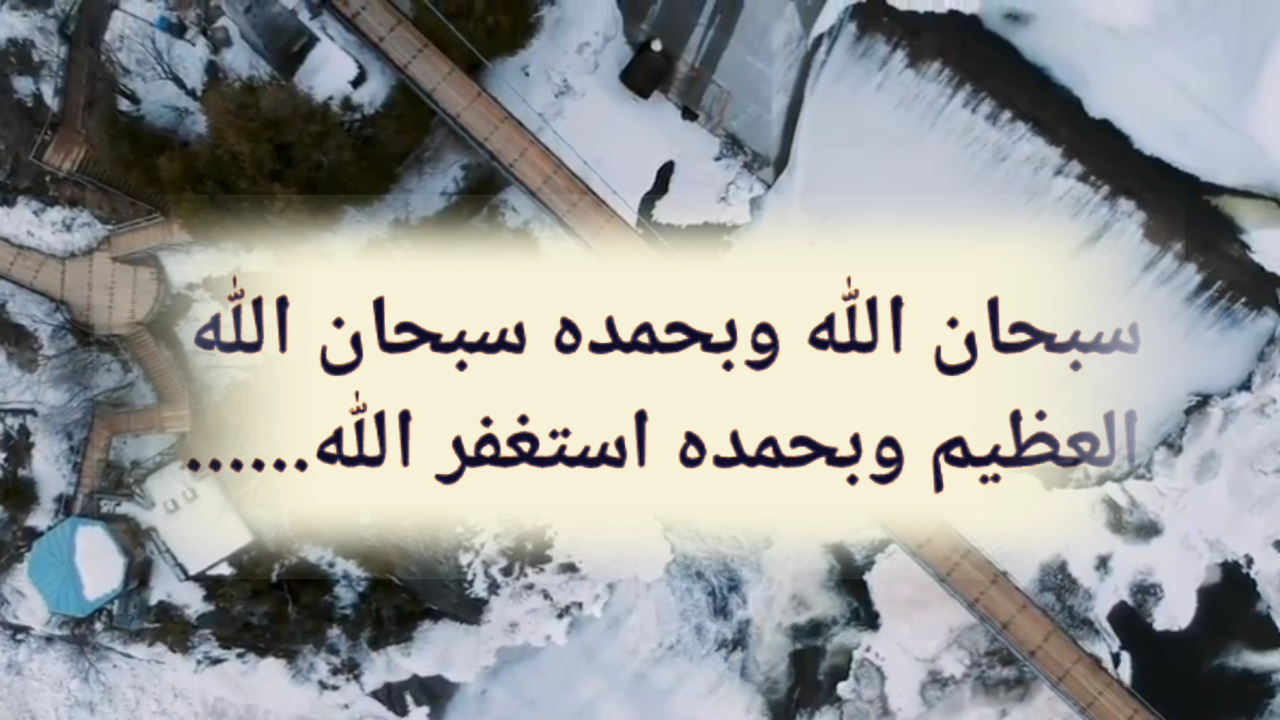 سبحان الله وبحمده سبحان الله
العظيم وبحمده استغفر الله......